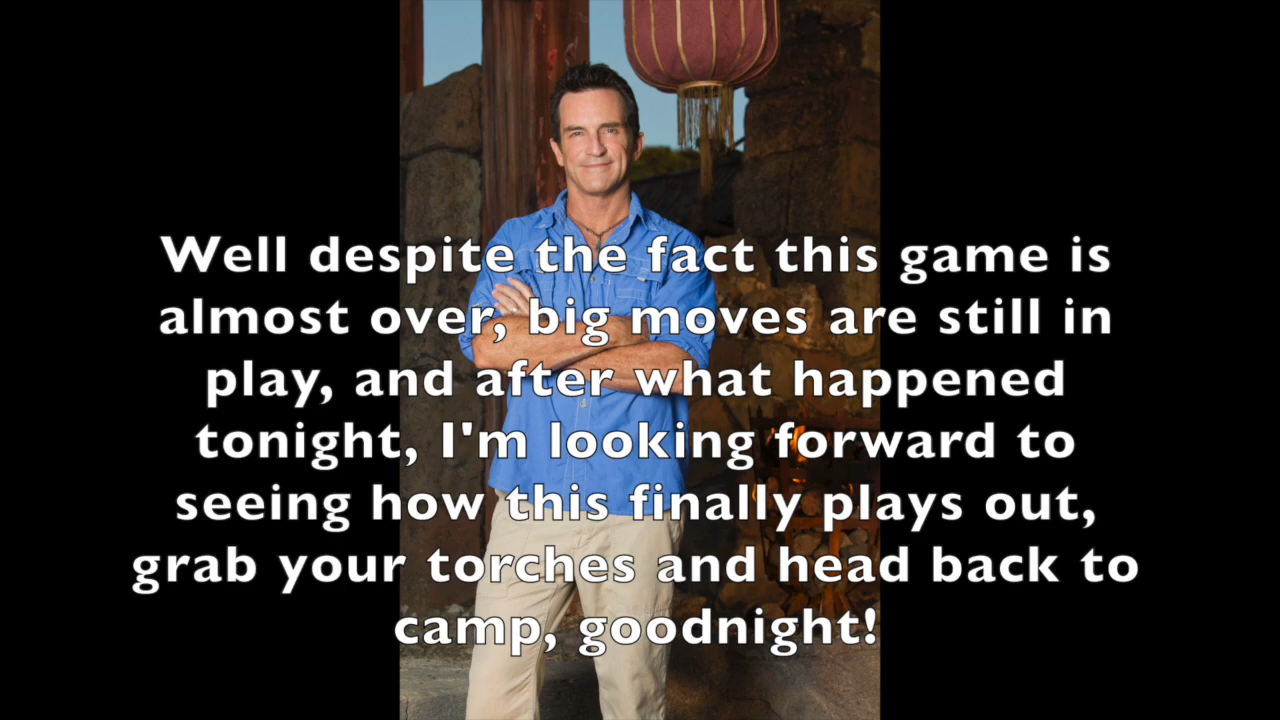 Well despite the fact this game is
almost over, big moves are still in
play, and after what happened
tonight, I'm looking forward to
seeing how this finally plays out,
grab your torches and head back to
camp, goodnight!